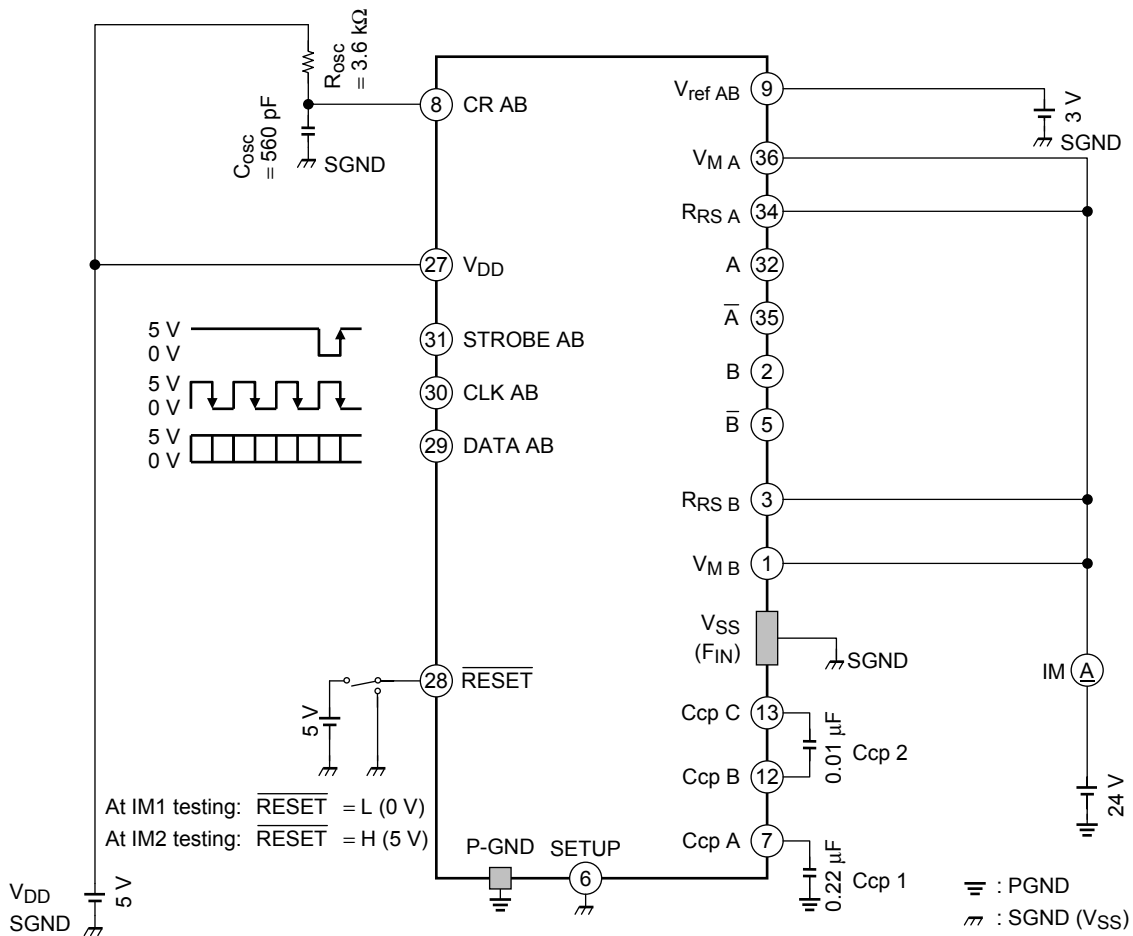 Rosc
= 3.6 kΩ
Cosc
= 560 pF
SGND
8 CR AB
27 VDD
5 V
0 V
31 STROBE AB
5 V
0 V
30 CLK AB
5 V
0 V
29 DATA AB
5 V
28 RESET
At IM1 testing: RESET = L (0 V)
At IM2 testing: RESET = H (5 V)
VDD
SGND
5 V
P-GND
SETUP
6
Vref AB 9
3 V
SGND
VM A 36
RRS A 34
A 32
A 35
B 2
B 5
RRS B 3
VM B 1
VSS
(FIN)
SGND
IM A
24 V
Ccp C 13
0.01 µF
Ccp 2
Ccp B 12
Ccp A 7
0.22 µF
Ccp 1
: PGND
: SGND (VSS)